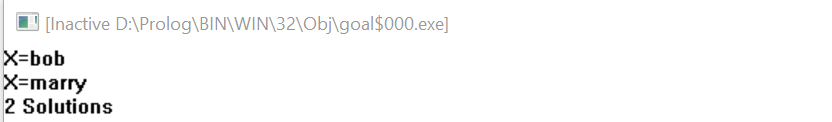 [Inactive D:\Prolog\BIN\WIN\32\Obj\goal$000.exe]
X=bob
X=marry
2 Solutions